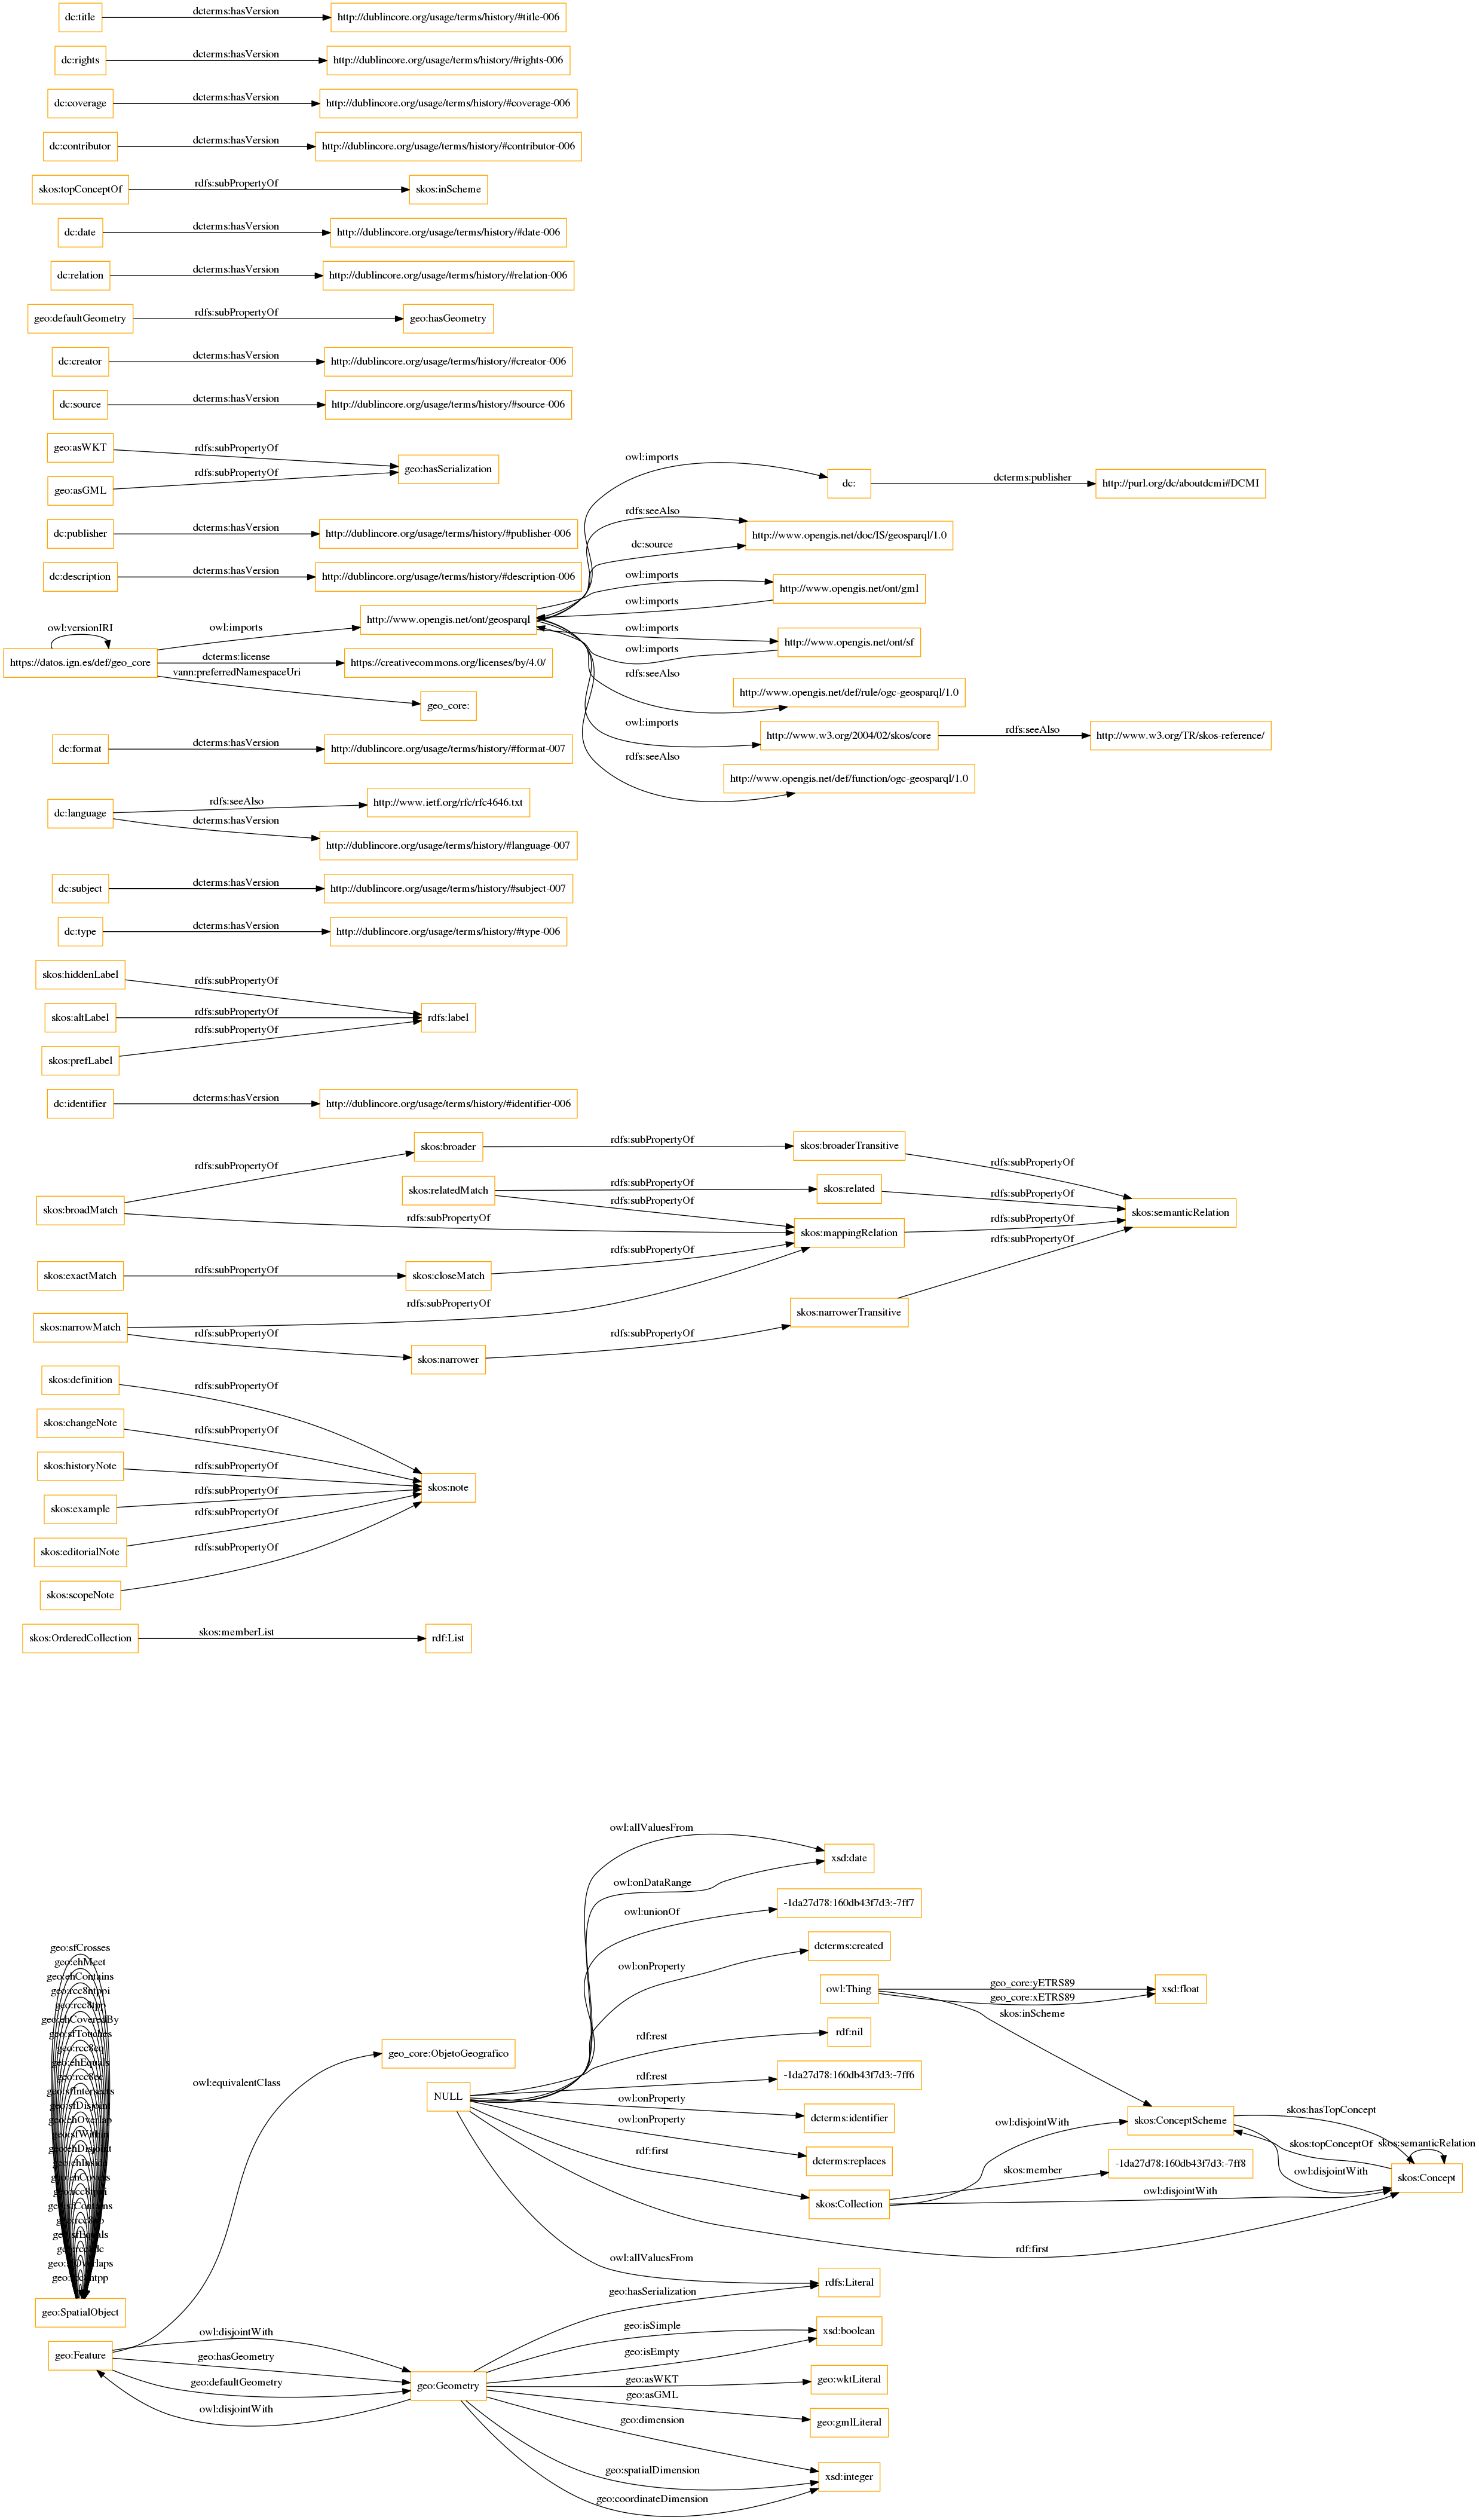 dc:title
dcterms:hasVersion
http://dublincore.org/usage/terms/history/#title-006
dc:rights
dcterms:hasVersion
http://dublincore.org/usage/terms/history/#rights-006
dc:coverage
dcterms:hasVersion
http://dublincore.org/usage/terms/history/#coverage-006
dc:contributor
dcterms:hasVersion
http://dublincore.org/usage/terms/history/#contributor-006
skos:topConceptOf
rdfs:subPropertyOf
skos:inScheme
dc:date
dcterms:hasVersion
http://dublincore.org/usage/terms/history/#date-006
dc:relation
dcterms:hasVersion
http://dublincore.org/usage/terms/history/#relation-006
geo:defaultGeometry
rdfs:subPropertyOf
geo:hasGeometry
dc:creator
dcterms:hasVersion
http://dublincore.org/usage/terms/history/#creator-006
dc:source
dcterms:hasVersion
http://dublincore.org/usage/terms/history/#source-006
geo:asWKT
rdfs:subPropertyOf
geo:asGML
rdfs:subPropertyOf
geo:hasSerialization
dc:publisher
dcterms:hasVersion
http://dublincore.org/usage/terms/history/#publisher-006
dc:description
dcterms:hasVersion
http://dublincore.org/usage/terms/history/#description-006
owl:versionIRI
https://datos.ign.es/def/geo_core
owl:imports
http://www.opengis.net/ont/geosparql
dcterms:license
https://creativecommons.org/licenses/by/4.0/
vann:preferredNamespaceUri
geo_core:
owl:imports
dc:
dcterms:publisher
http://purl.org/dc/aboutdcmi#DCMI
rdfs:seeAlso
dc:source
http://www.opengis.net/doc/IS/geosparql/1.0
owl:imports
owl:imports
http://www.opengis.net/ont/gml
owl:imports
owl:imports
http://www.opengis.net/ont/sf
rdfs:seeAlso
http://www.opengis.net/def/rule/ogc-geosparql/1.0
owl:imports
http://www.w3.org/2004/02/skos/core
rdfs:seeAlso
http://www.w3.org/TR/skos-reference/
rdfs:seeAlso
http://www.opengis.net/def/function/ogc-geosparql/1.0
dc:format
dcterms:hasVersion
http://dublincore.org/usage/terms/history/#format-007
dc:language
rdfs:seeAlso
http://www.ietf.org/rfc/rfc4646.txt
dcterms:hasVersion
http://dublincore.org/usage/terms/history/#language-007
dc:subject
dcterms:hasVersion
http://dublincore.org/usage/terms/history/#subject-007
dc:type
dcterms:hasVersion
http://dublincore.org/usage/terms/history/#type-006
skos:hiddenLabel
rdfs:subPropertyOf
skos:altLabel
rdfs:subPropertyOf
skos:prefLabel
rdfs:subPropertyOf
rdfs:label
dc:identifier
dcterms:hasVersion
http://dublincore.org/usage/terms/history/#identifier-006
skos:broadMatch
rdfs:subPropertyOf
rdfs:subPropertyOf
skos:broader
rdfs:subPropertyOf
skos:broaderTransitive
rdfs:subPropertyOf
skos:relatedMatch
rdfs:subPropertyOf
rdfs:subPropertyOf
skos:related
rdfs:subPropertyOf
skos:mappingRelation
rdfs:subPropertyOf
skos:semanticRelation
skos:exactMatch
rdfs:subPropertyOf
skos:closeMatch
rdfs:subPropertyOf
skos:narrowMatch
rdfs:subPropertyOf
rdfs:subPropertyOf
skos:narrower
rdfs:subPropertyOf
skos:narrowerTransitive
rdfs:subPropertyOf
skos:definition
rdfs:subPropertyOf
skos:changeNote
rdfs:subPropertyOf
skos:historyNote
rdfs:subPropertyOf
skos:example
rdfs:subPropertyOf
skos:editorialNote
rdfs:subPropertyOf
skos:scopeNote
rdfs:subPropertyOf
skos:note
skos:OrderedCollection
skos:memberList
rdf:List
geo:sfCrosses
geo:ehMeet
geo:ehContains
geo:rcc8ntppi
geo:rcc8tpp
geo:ehCoveredBy
geo:sfTouches
geo:rcc8eq
geo:ehEquals
geo:rcc8ec
geo:sfIntersects
geo:sfDisjoint
geo:ehOverlap
geo:sfWithin
geo:ehDisjoint
geo:ehInside
geo:ehCovers
geo:rcc8tppi
geo:sfContains
geo:rcc8po
geo:sfEquals
geo:rcc8dc
geo:sfOverlaps
geo:rcc8ntpp
geo:SpatialObject
geo:Feature
owl:equivalentClass
geo_core:ObjetoGeografico
owl:disjointWith
geo:hasGeometry
geo:defaultGeometry
owl:disjointWith
geo:Geometry
NULL
owl:allValuesFrom
owl:onDataRange
xsd:date
owl:unionOf
-1da27d78:160db43f7d3:-7ff7
owl:onProperty
dcterms:created
rdf:rest
rdf:nil
rdf:rest
-1da27d78:160db43f7d3:-7ff6
owl:onProperty
dcterms:identifier
owl:onProperty
dcterms:replaces
rdf:first
skos:Collection
rdf:first
owl:allValuesFrom
rdfs:Literal
owl:Thing
geo_core:yETRS89
geo_core:xETRS89
xsd:float
skos:inScheme
owl:disjointWith
skos:ConceptScheme
skos:member
-1da27d78:160db43f7d3:-7ff8
owl:disjointWith
skos:hasTopConcept
skos:topConceptOf
owl:disjointWith
skos:semanticRelation
skos:Concept
geo:hasSerialization
geo:isSimple
geo:isEmpty
xsd:boolean
geo:asWKT
geo:wktLiteral
geo:asGML
geo:gmlLiteral
geo:dimension
geo:spatialDimension
geo:coordinateDimension
xsd:integer